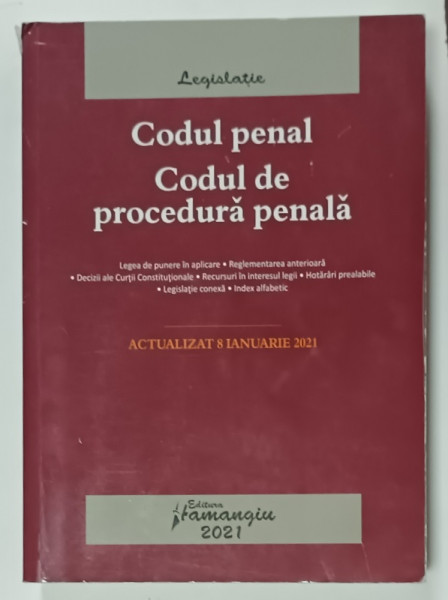 Legislație
Codul penal
Codul de
procedură penală
Legea de punere în aplicare • Reglementarea anterioară
• Decizii ale Curții Constituționale • Recursuri în interesul legii • Hotărâri prealabile
• Legislație conexă • Index alfabetic
ACTUALIZAT 8 IANUARIE 2021
Editura
Hamangiu
2021